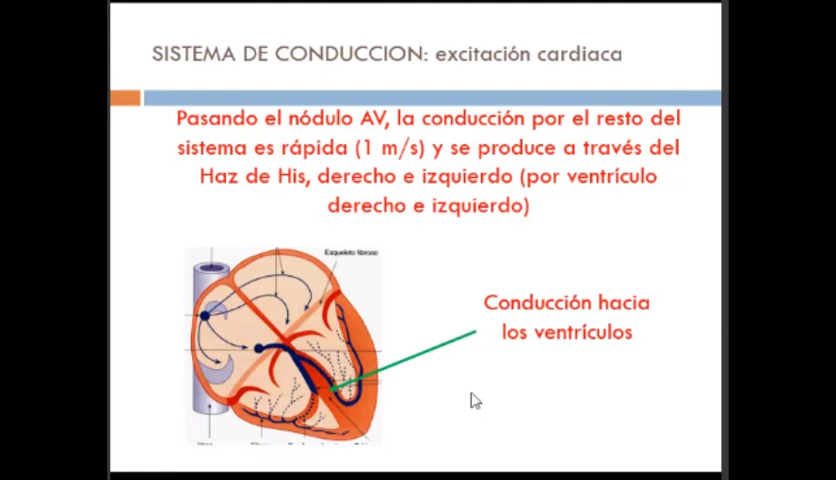 SISTEMA DE CONDUCCION: excitación cardiaca
Pasando el nódulo AV, la conducción por el resto del
sistema es rápida (1 m/s) y se produce a través del
Haz de His, derecho e izquierdo (por ventrículo
derecho e izquierdo)
Esqueleto fibroso
Conducción hacia
los ventrículos